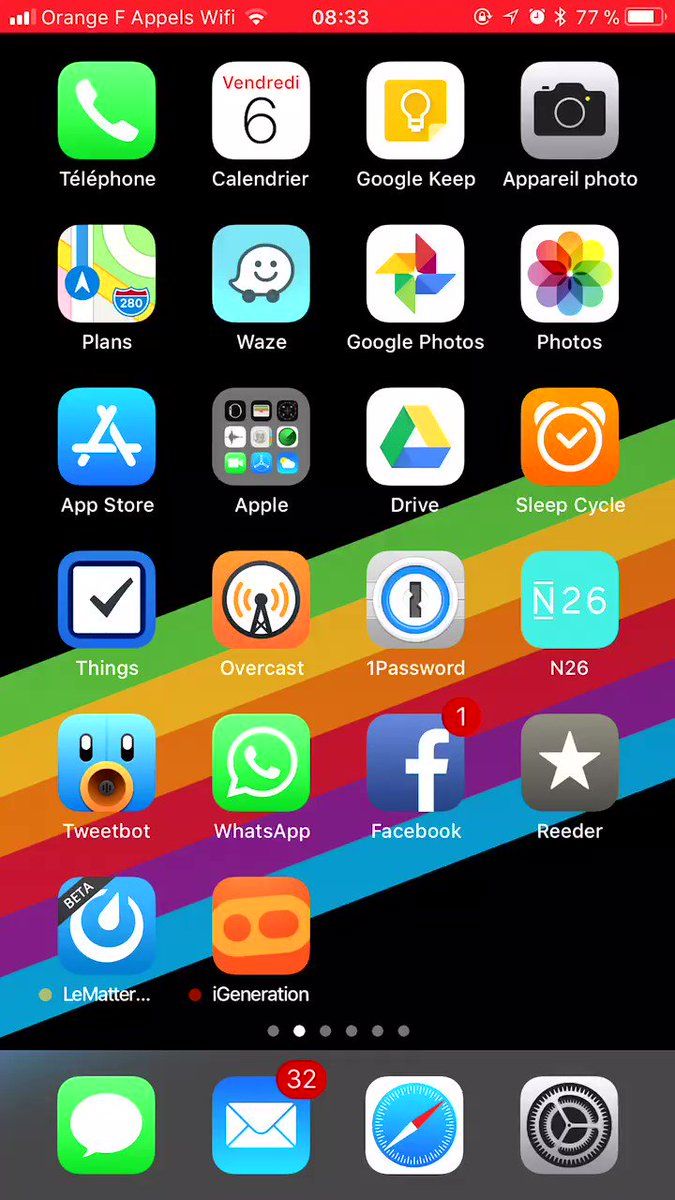 Orange F Appels Wifi 08:33 77 %
Vendredi
6
Téléphone Calendrier Google Keep Appareil photo
280
Plans Waze Google Photos Photos
App Store Apple Drive Sleep Cycle
N26
Things Overcast 1Password N26
1
Tweetbot WhatsApp Facebook Reeder
BETA
LeMatter... iGeneration
32